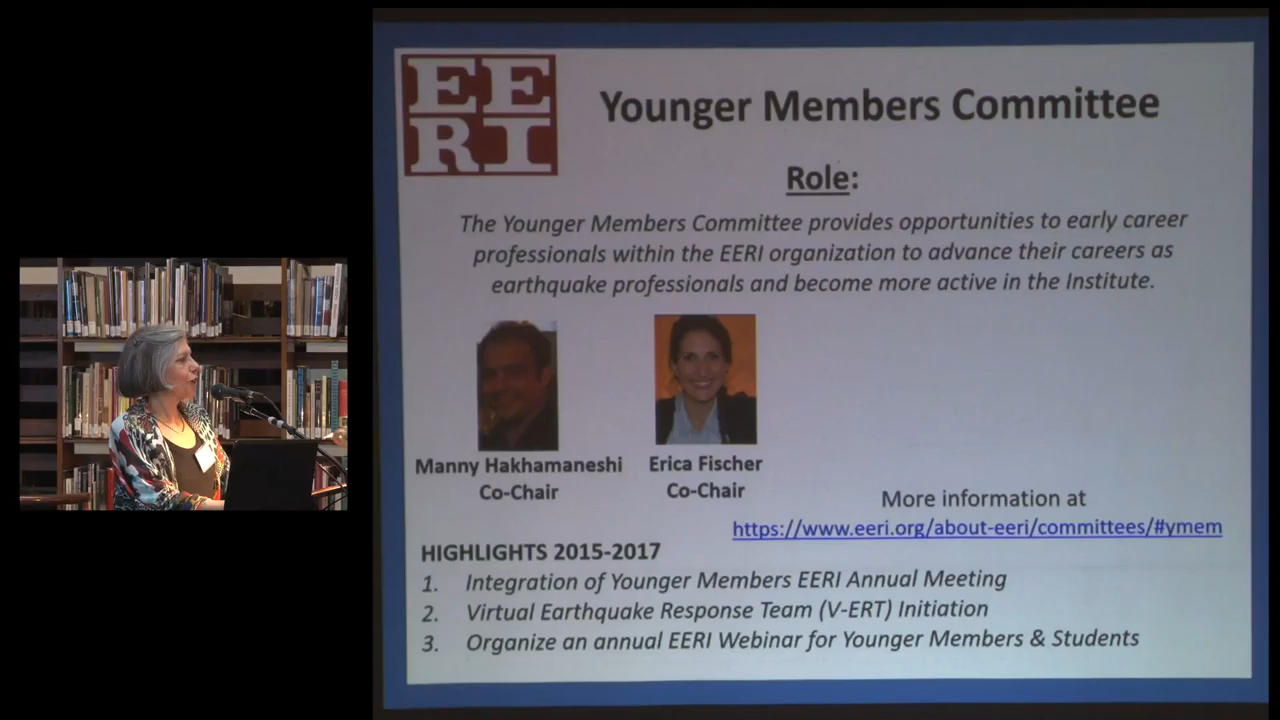 EE
RI
Younger Members Committee
Role:
The Younger Members Committee provides opportunities to early career
professionals within the EERI organization to advance their careers as
earthquake professionals and become more active in the Institute.
Manny Hakhamaneshi
Co-Chair
Erica Fischer
Co-Chair
More information at
https://www.eeri.org/about-eeri/committees/#ymem
HIGHLIGHTS 2015-2017
1. Integration of Younger Members EERI Annual Meeting
2. Virtual Earthquake Response Team (V-ERT) Initiation
3. Organize an annual EERI Webinar for Younger Members & Students